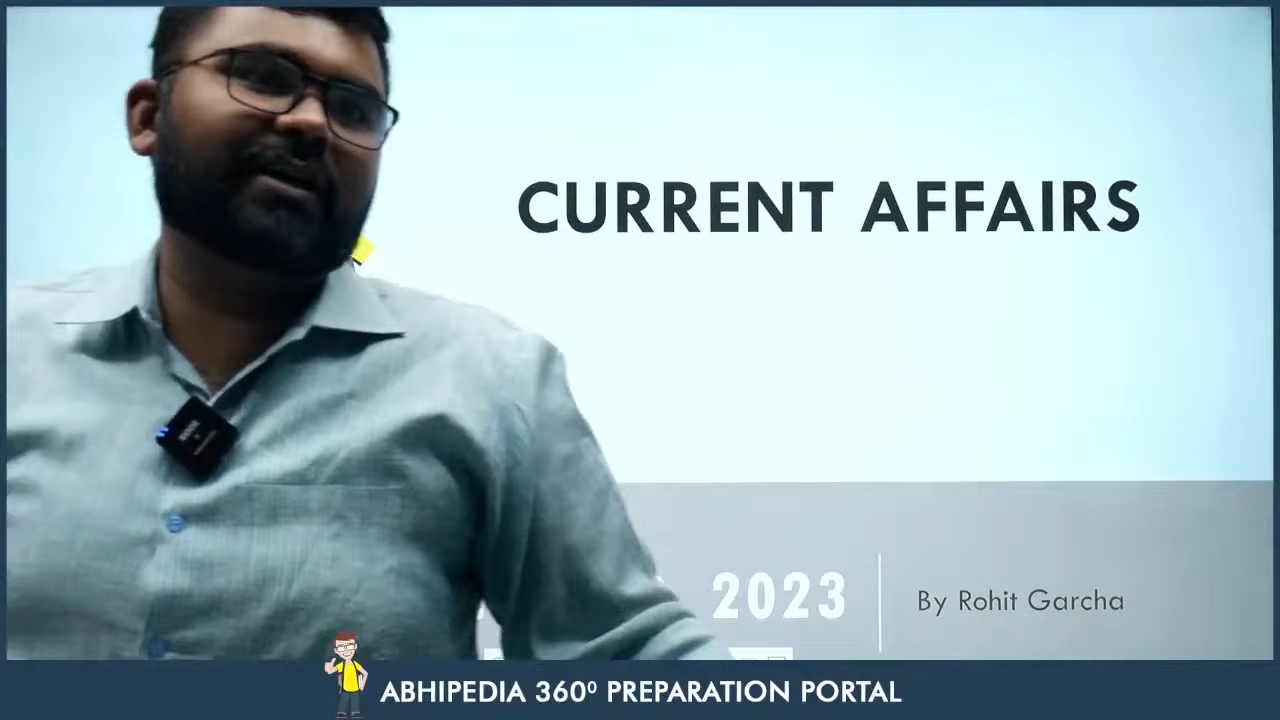 CURRENT AFFAIRS
2023
By Rohit Garcha
ABHIPEDIA 360⁰ PREPARATION PORTAL